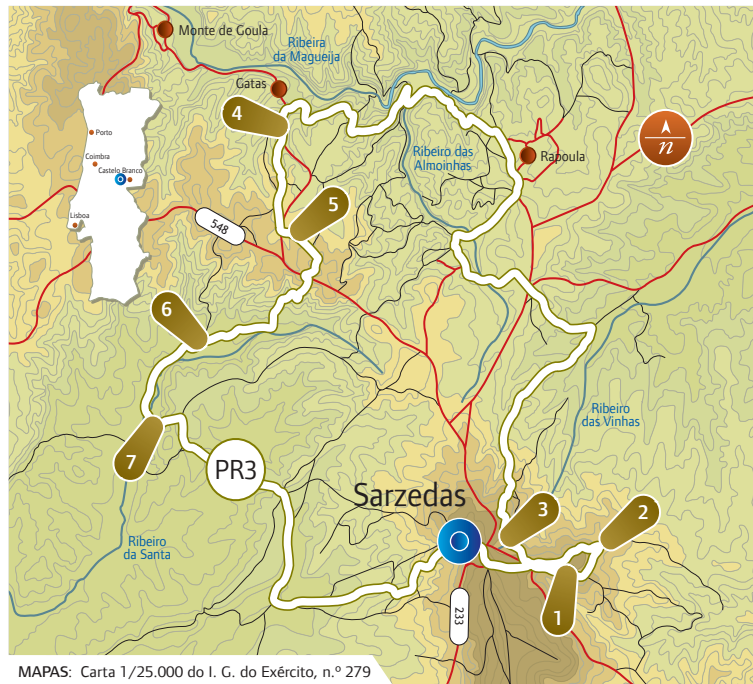 Monte de Goula
Ribeira
da Magueija
Gatas
4
Porto
Coimbra
Castelo Branco
Lisboa
Ribeiro das
Almoinhas
Rapoula
n
5
548
6
7
PR3
Ribeiro
das Vinhas
Sarzedas
3
2
1
Ribeiro
da Santa
233
MAPAS: Carta 1/25.000 do I. G. do Exército, n.º 279